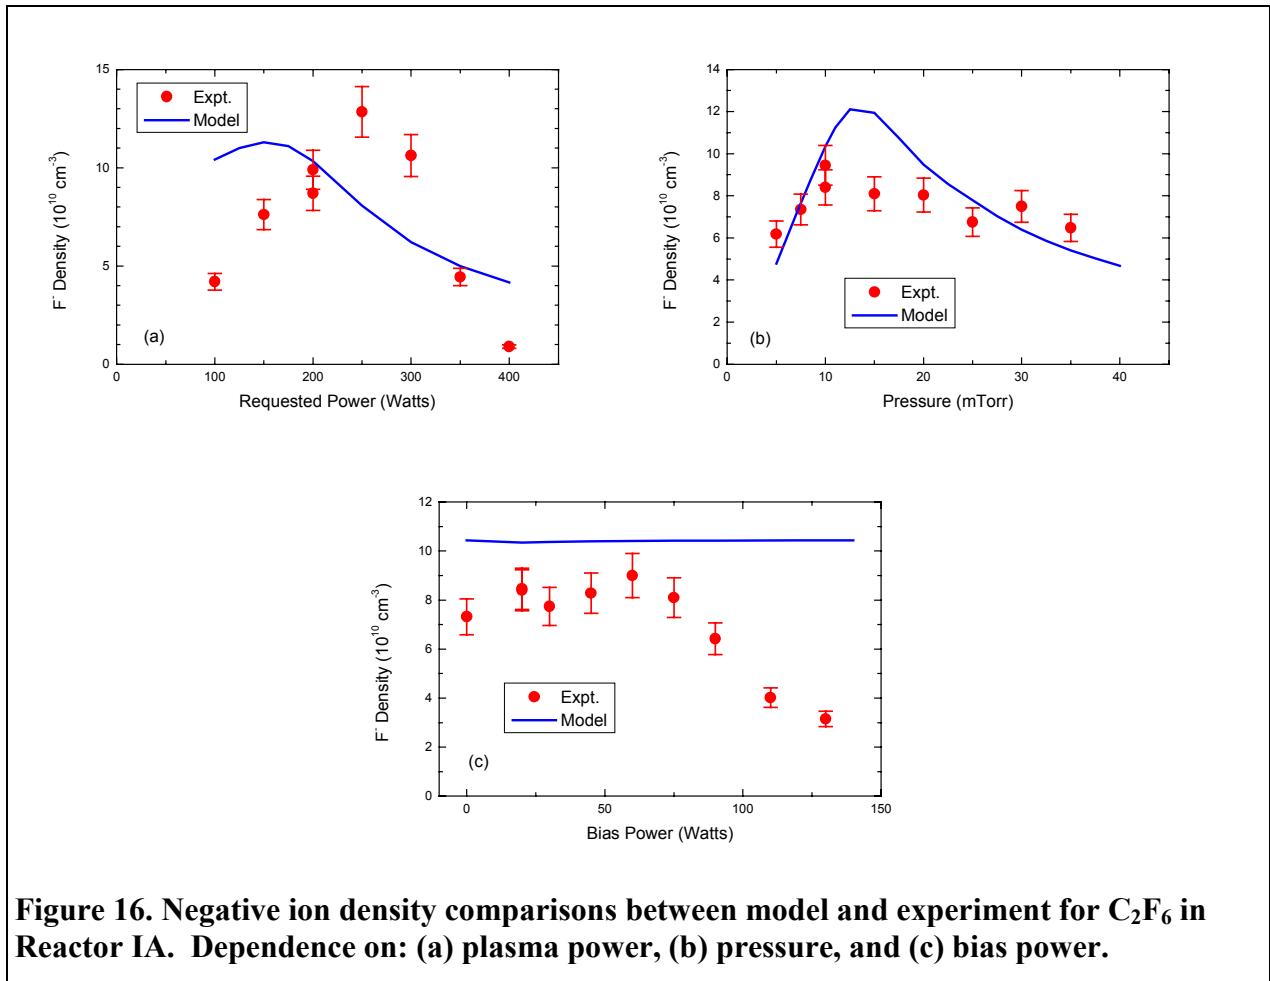 15
10
5
0
0
100
200
300
400
F⁻ Density (10¹⁰ cm⁻³)
Requested Power (Watts)
Expt.
Model
(a)
14
12
10
8
6
4
2
0
0
10
20
30
40
F⁻ Density (10¹⁰ cm⁻³)
Pressure (mTorr)
Expt.
Model
(b)
12
10
8
6
4
2
0
0
50
100
150
F⁻ Density (10¹⁰ cm⁻³)
Bias Power (Watts)
Expt.
Model
(c)
Figure 16. Negative ion density comparisons between model and experiment for C₂F₆ in
Reactor IA. Dependence on: (a) plasma power, (b) pressure, and (c) bias power.